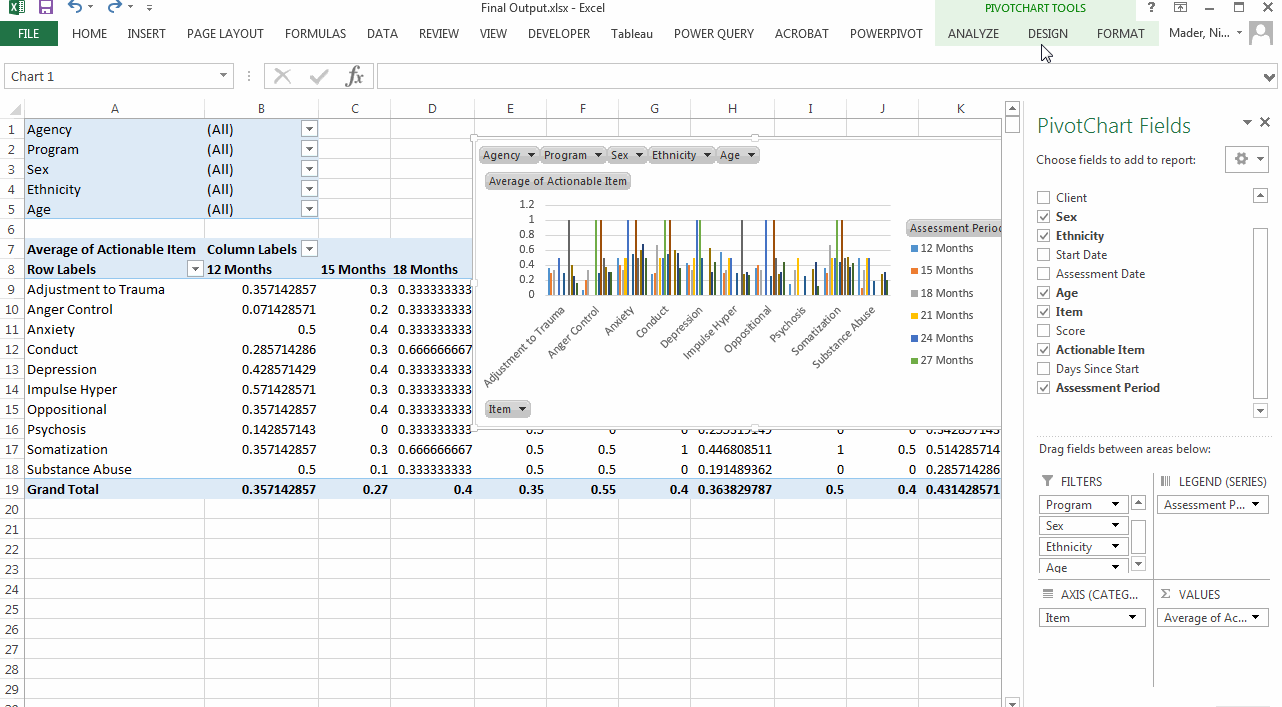 Final Output.xlsx - Excel
PIVOTCHART TOOLS
?
FILE HOME INSERT PAGE LAYOUT FORMULAS DATA REVIEW VIEW DEVELOPER Tableau POWER QUERY ACROBAT POWERPIVOT ANALYZE DESIGN FORMAT Mader, Ni...
Chart 1
fx
A B C D E F G H I J K
1 Agency (All)
2 Program (All)
3 Sex (All)
4 Ethnicity (All)
5 Age (All)
6
7 Average of Actionable Item Column Labels
8 Row Labels 12 Months 15 Months 18 Months
9 Adjustment to Trauma 0.357142857 0.3 0.333333333
10 Anger Control 0.071428571 0.2 0.333333333
11 Anxiety 0.5 0.4 0.333333333
12 Conduct 0.285714286 0.3 0.666666667
13 Depression 0.428571429 0.4 0.333333333
14 Impulse Hyper 0.571428571 0.3 0.333333333
15 Oppositional 0.357142857 0.4 0.333333333
16 Psychosis 0.142857143 0 0.333333333
17 Somatization 0.357142857 0.3 0.666666667 0.5 0.5 1 0.446808511 1 0.5 0.514285714
18 Substance Abuse 0.5 0.1 0.333333333 0.5 0.5 0 0.191489362 0 0 0.285714286
19 Grand Total 0.357142857 0.27 0.4 0.35 0.55 0.4 0.363829787 0.5 0.4 0.431428571
20
21
22
23
24
25
26
27
28
29
Agency Program Sex Ethnicity Age
Average of Actionable Item
1.2
1
0.8
0.6
0.4
0.2
0
Adjustment to Trauma
Anger Control
Anxiety
Conduct
Depression
Impulse Hyper
Oppositional
Psychosis
Somatization
Substance Abuse
Assessment Period
12 Months
15 Months
18 Months
21 Months
24 Months
27 Months
Item
PivotChart Fields
Choose fields to add to report:
Client
Sex
Ethnicity
Start Date
Assessment Date
Age
Item
Score
Actionable Item
Days Since Start
Assessment Period
Drag fields between areas below:
FILTERS
Program
Sex
Ethnicity
Age
LEGEND (SERIES)
Assessment P...
AXIS (CATEG...
Item
Σ VALUES
Average of Ac...